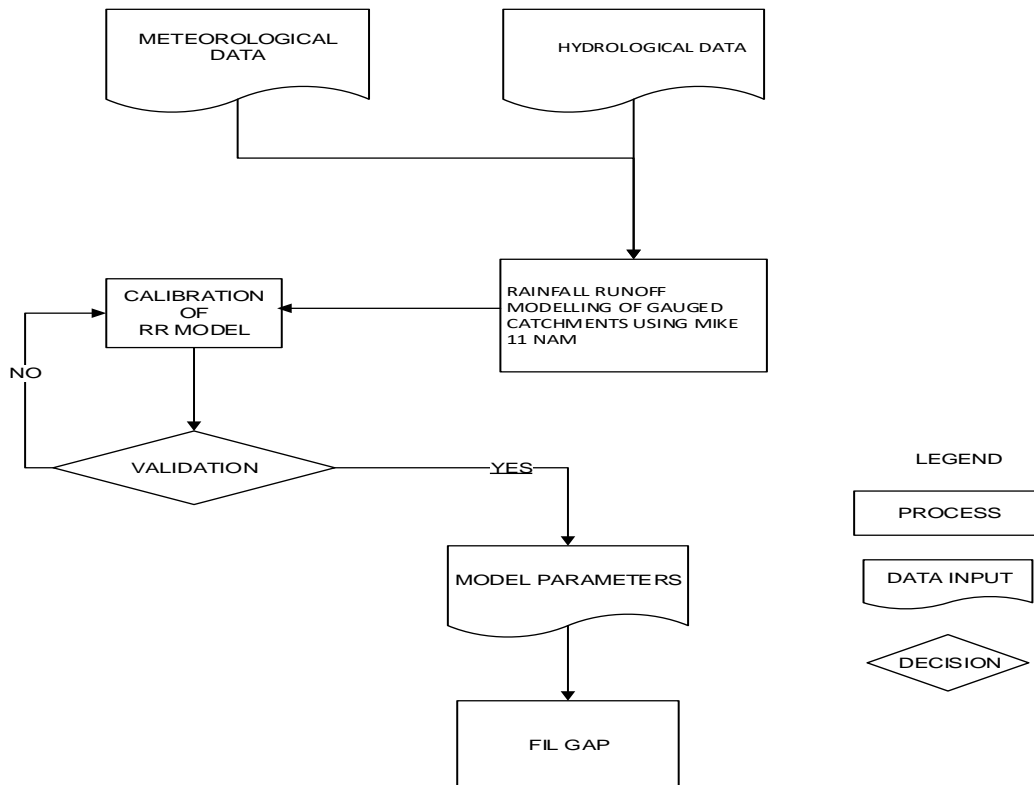 METEOROLOGICAL
DATA
HYDROLOGICAL DATA
RAINFALL RUNOFF
MODELLING OF GAUGED
CATCHMENTS USING MIKE
11 NAM
CALIBRATION
OF
RR MODEL
NO
VALIDATION
YES
MODEL PARAMETERS
FIL GAP
LEGEND
PROCESS
DATA INPUT
DECISION